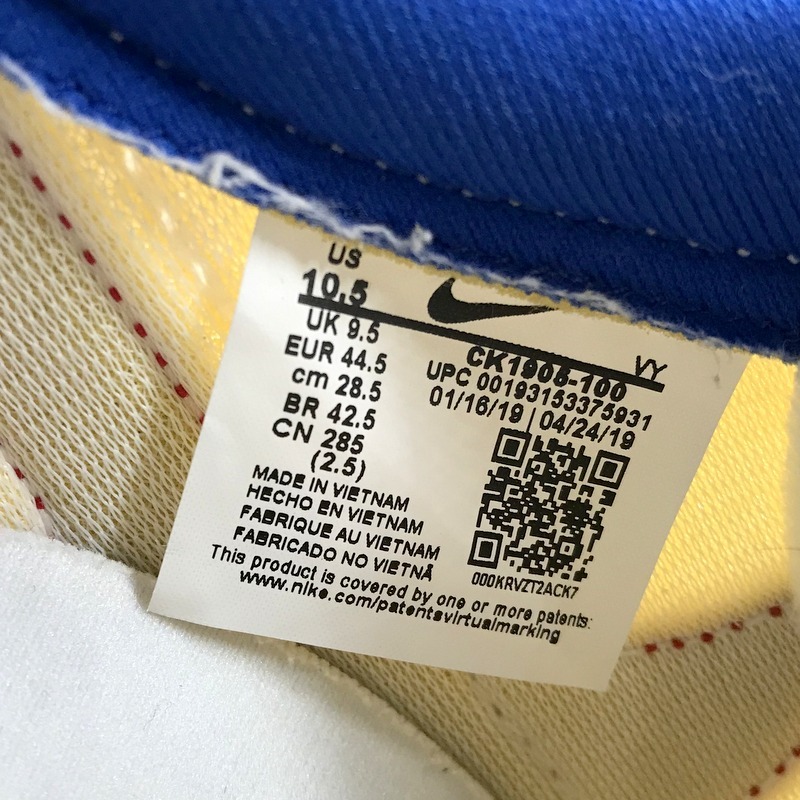 US
10.5
UK 9.5
EUR 44.5
cm 28.5
BR 42.5
CN 285
(2.5)
VY
CK1906-100
UPC 00193153375931
01/16/19 | 04/24/19
MADE IN VIETNAM
HECHO EN VIETNAM
FABRIQUE AU VIETNAM
FABRICADO NO VIETNÃ
000KRVZT2ACK7
This product is covered by one or more patents:
www.nike.com/patentsvirtualmarking